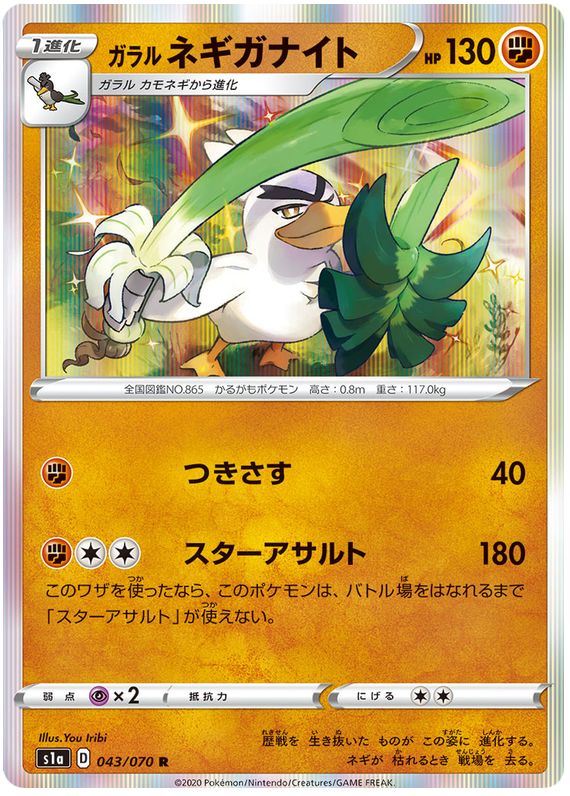 1進化
ガラル ネギガナイト HP 130
ガラル カモネギから進化
全国図鑑NO.865 かるがもポケモン 高さ：0.8m 重さ：117.0kg
つきさす 40
スターアサルト 180
このワザを使ったなら、このポケモンは、バトル場をはなれるまで
「スターアサルト」が使えない。
弱点 ×2 抵抗力 にげる
Illus.You Iribi
s1a D 043/070 R
歴戦を 生き抜いた ものが この姿に 進化する。
ネギが 枯れるとき 戦場を 去る。
©2020 Pokémon/Nintendo/Creatures/GAME FREAK.